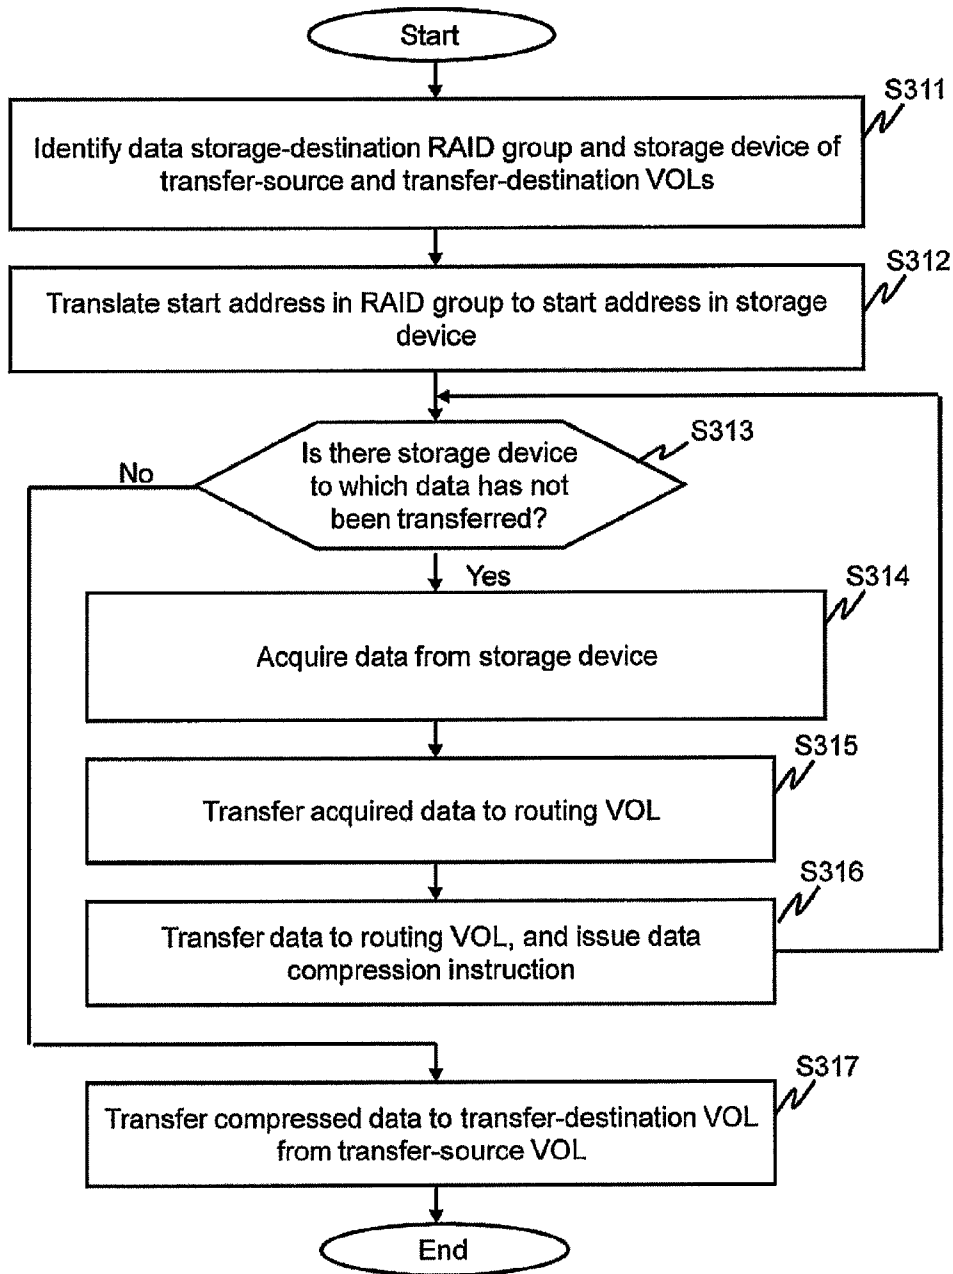 Start
S311
Identify data storage-destination RAID group and storage device of
transfer-source and transfer-destination VOLs
S312
Translate start address in RAID group to start address in storage
device
S313
Is there storage device
to which data has not
been transferred?
No
Yes
S314
Acquire data from storage device
S315
Transfer acquired data to routing VOL
S316
Transfer data to routing VOL, and issue data
compression instruction
S317
Transfer compressed data to transfer-destination VOL
from transfer-source VOL
End